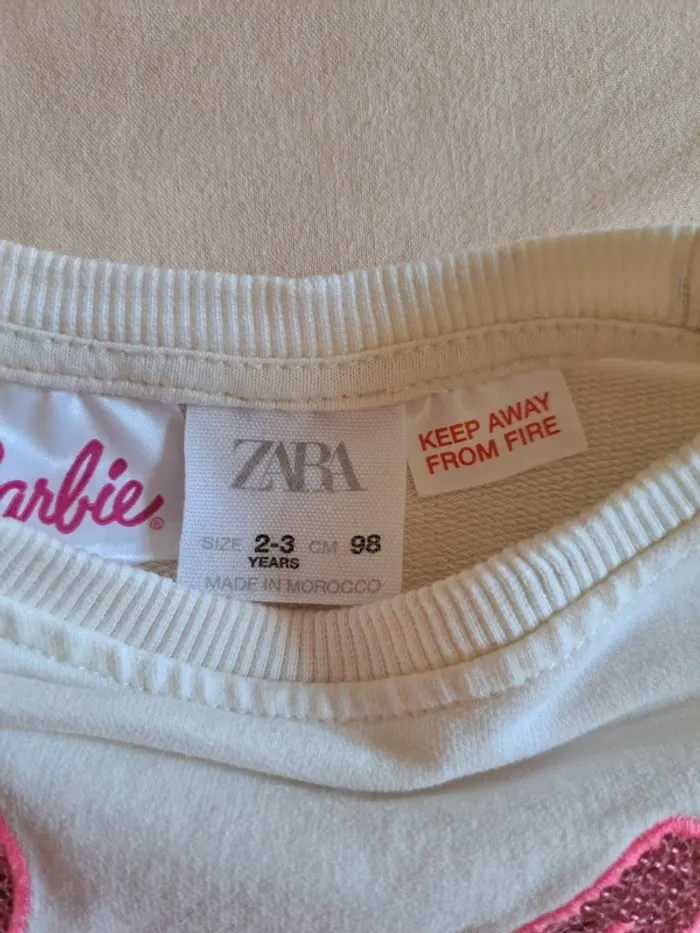 arbie®
ZARA
SIZE 2-3 CM 98
YEARS
MADE IN MOROCCO
KEEP AWAY
FROM FIRE